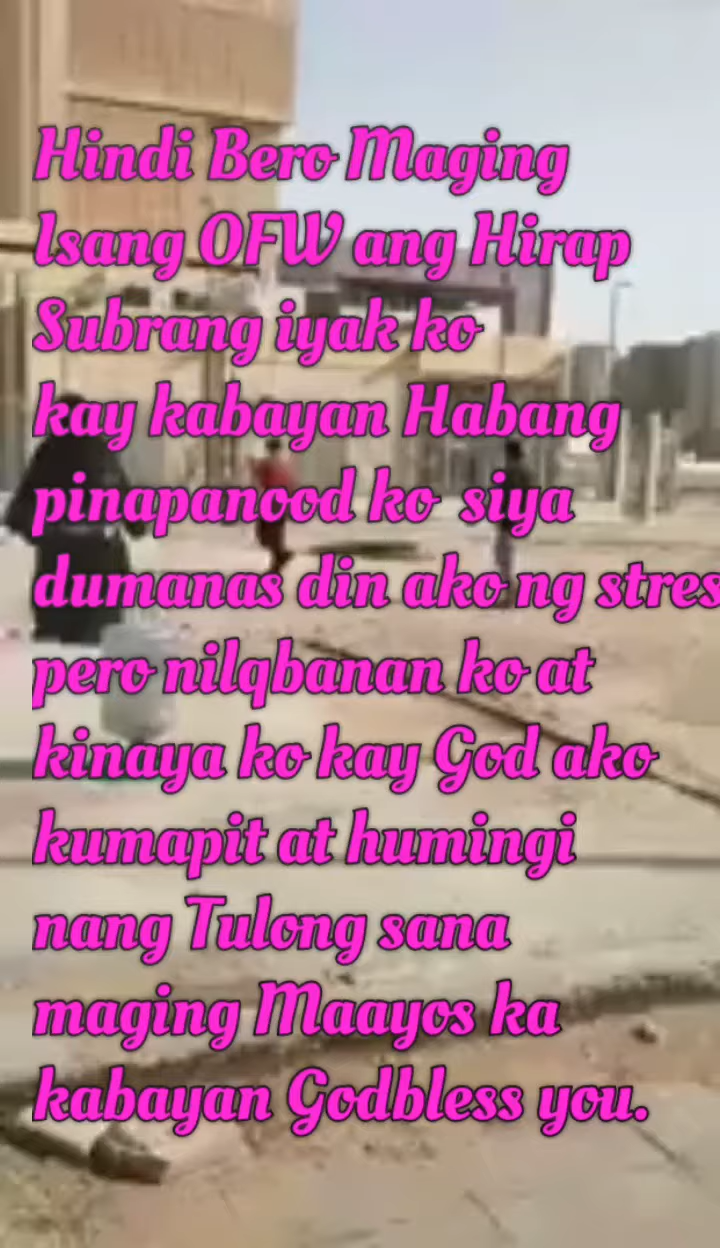 Hindi Bero Maging
Isang OFW ang Hirap
Subrang iyak ko
kay kabayan Habang
pinapanood ko siya
dumanas din ako ng stres
pero nilqbanan ko at
kinaya ko kay God ako
kumapit at humingi
nang Tulong sana
maging Maayos ka
kabayan Godbless you.